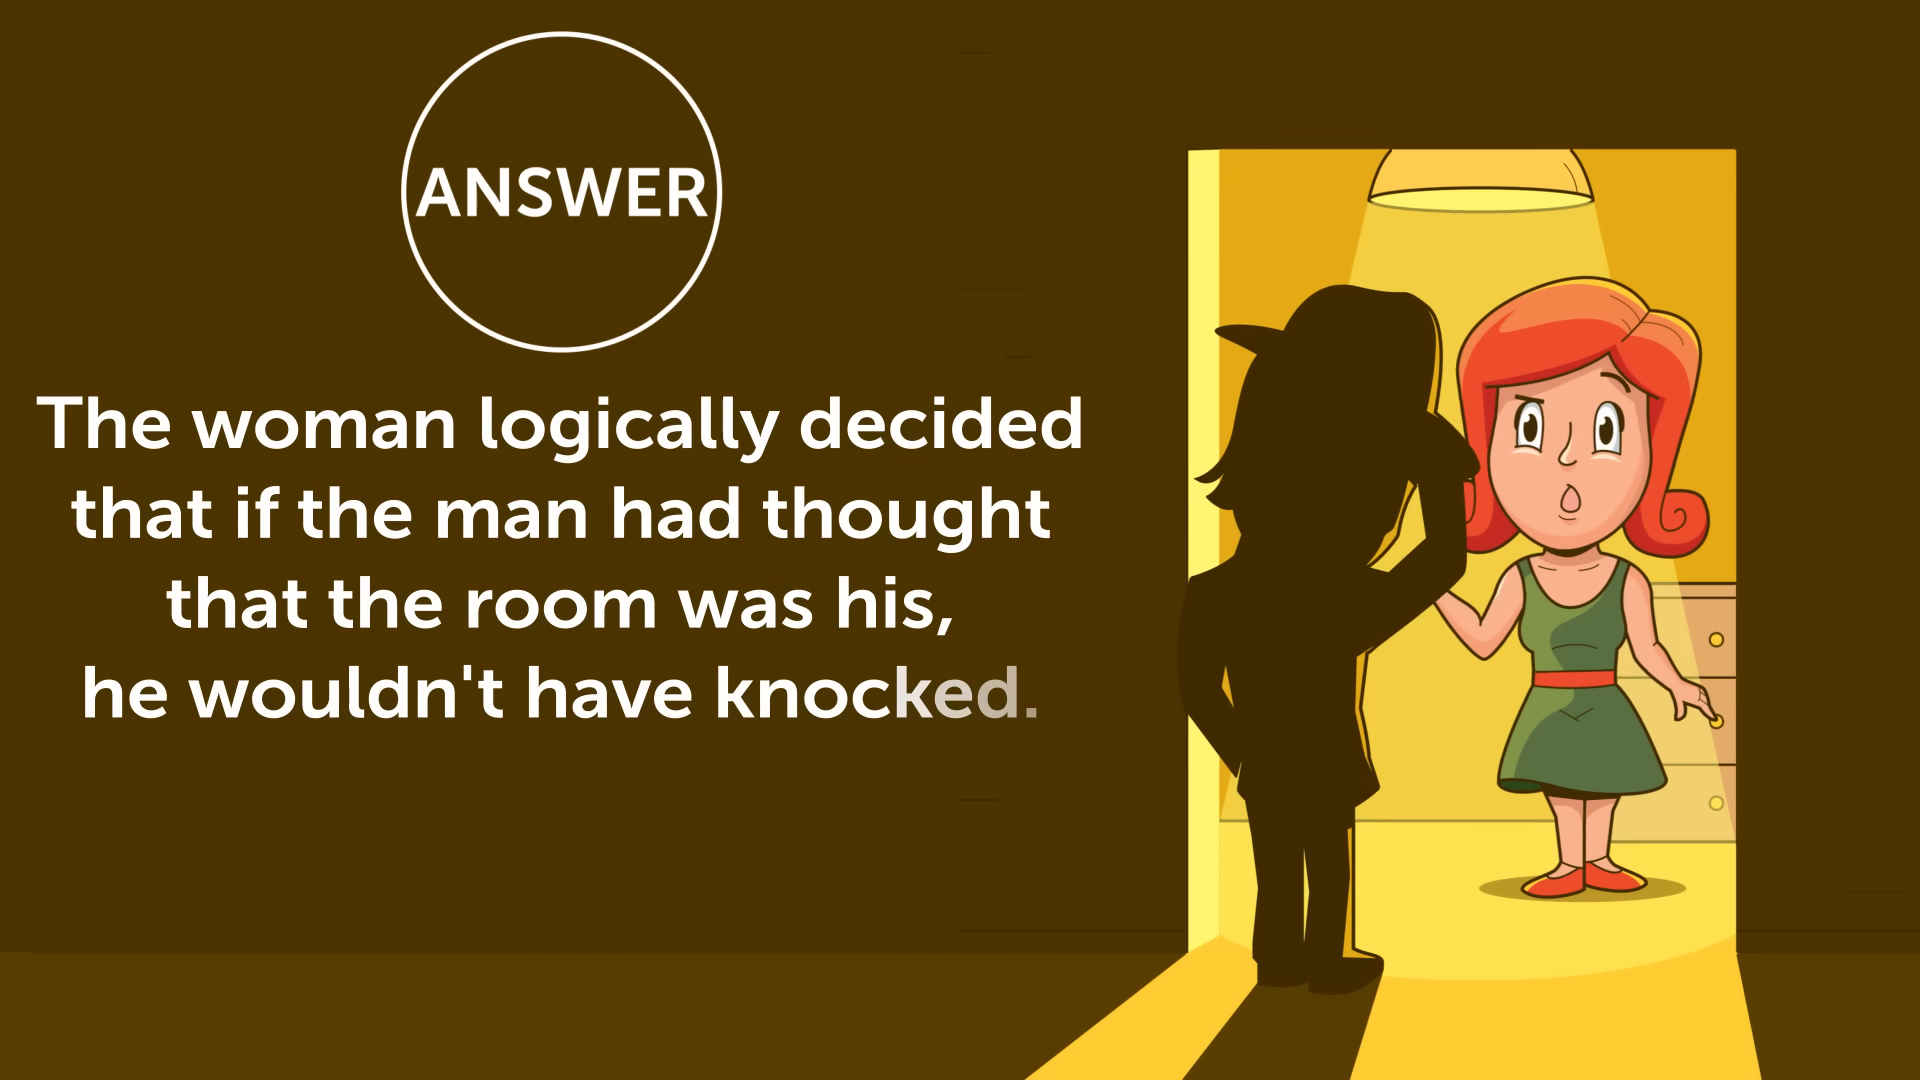 ANSWER
The woman logically decided
that if the man had thought
that the room was his,
he wouldn't have knocked.